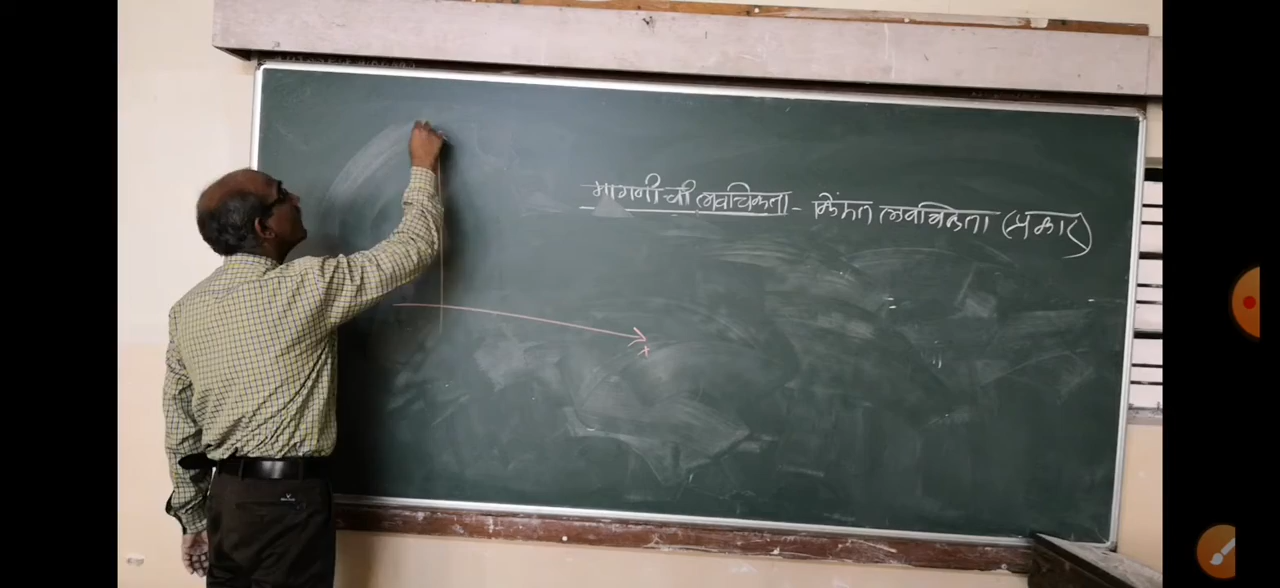 मागणीची लवचिकता - किंमत लवचिकता (प्रकार)
x